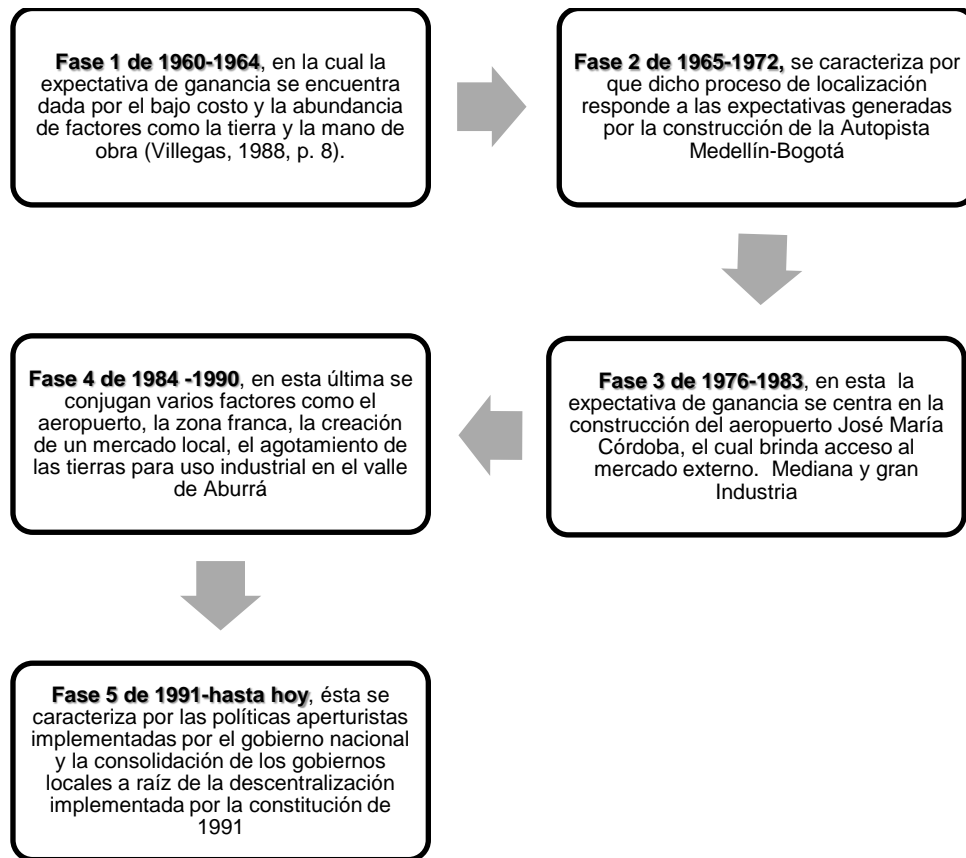 Fase 1 de 1960-1964, en la cual la
expectativa de ganancia se encuentra
dada por el bajo costo y la abundancia
de factores como la tierra y la mano de
obra (Villegas, 1988, p. 8).
Fase 2 de 1965-1972, se caracteriza por
que dicho proceso de localización
responde a las expectativas generadas
por la construcción de la Autopista
Medellín-Bogotá
Fase 3 de 1976-1983, en esta la
expectativa de ganancia se centra en la
construcción del aeropuerto José María
Córdoba, el cual brinda acceso al
mercado externo. Mediana y gran
Industria
Fase 4 de 1984 -1990, en esta última se
conjugan varios factores como el
aeropuerto, la zona franca, la creación
de un mercado local, el agotamiento de
las tierras para uso industrial en el valle
de Aburrá
Fase 5 de 1991-hasta hoy, ésta se
caracteriza por las políticas aperturistas
implementadas por el gobierno nacional
y la consolidación de los gobiernos
locales a raíz de la descentralización
implementada por la constitución de
1991